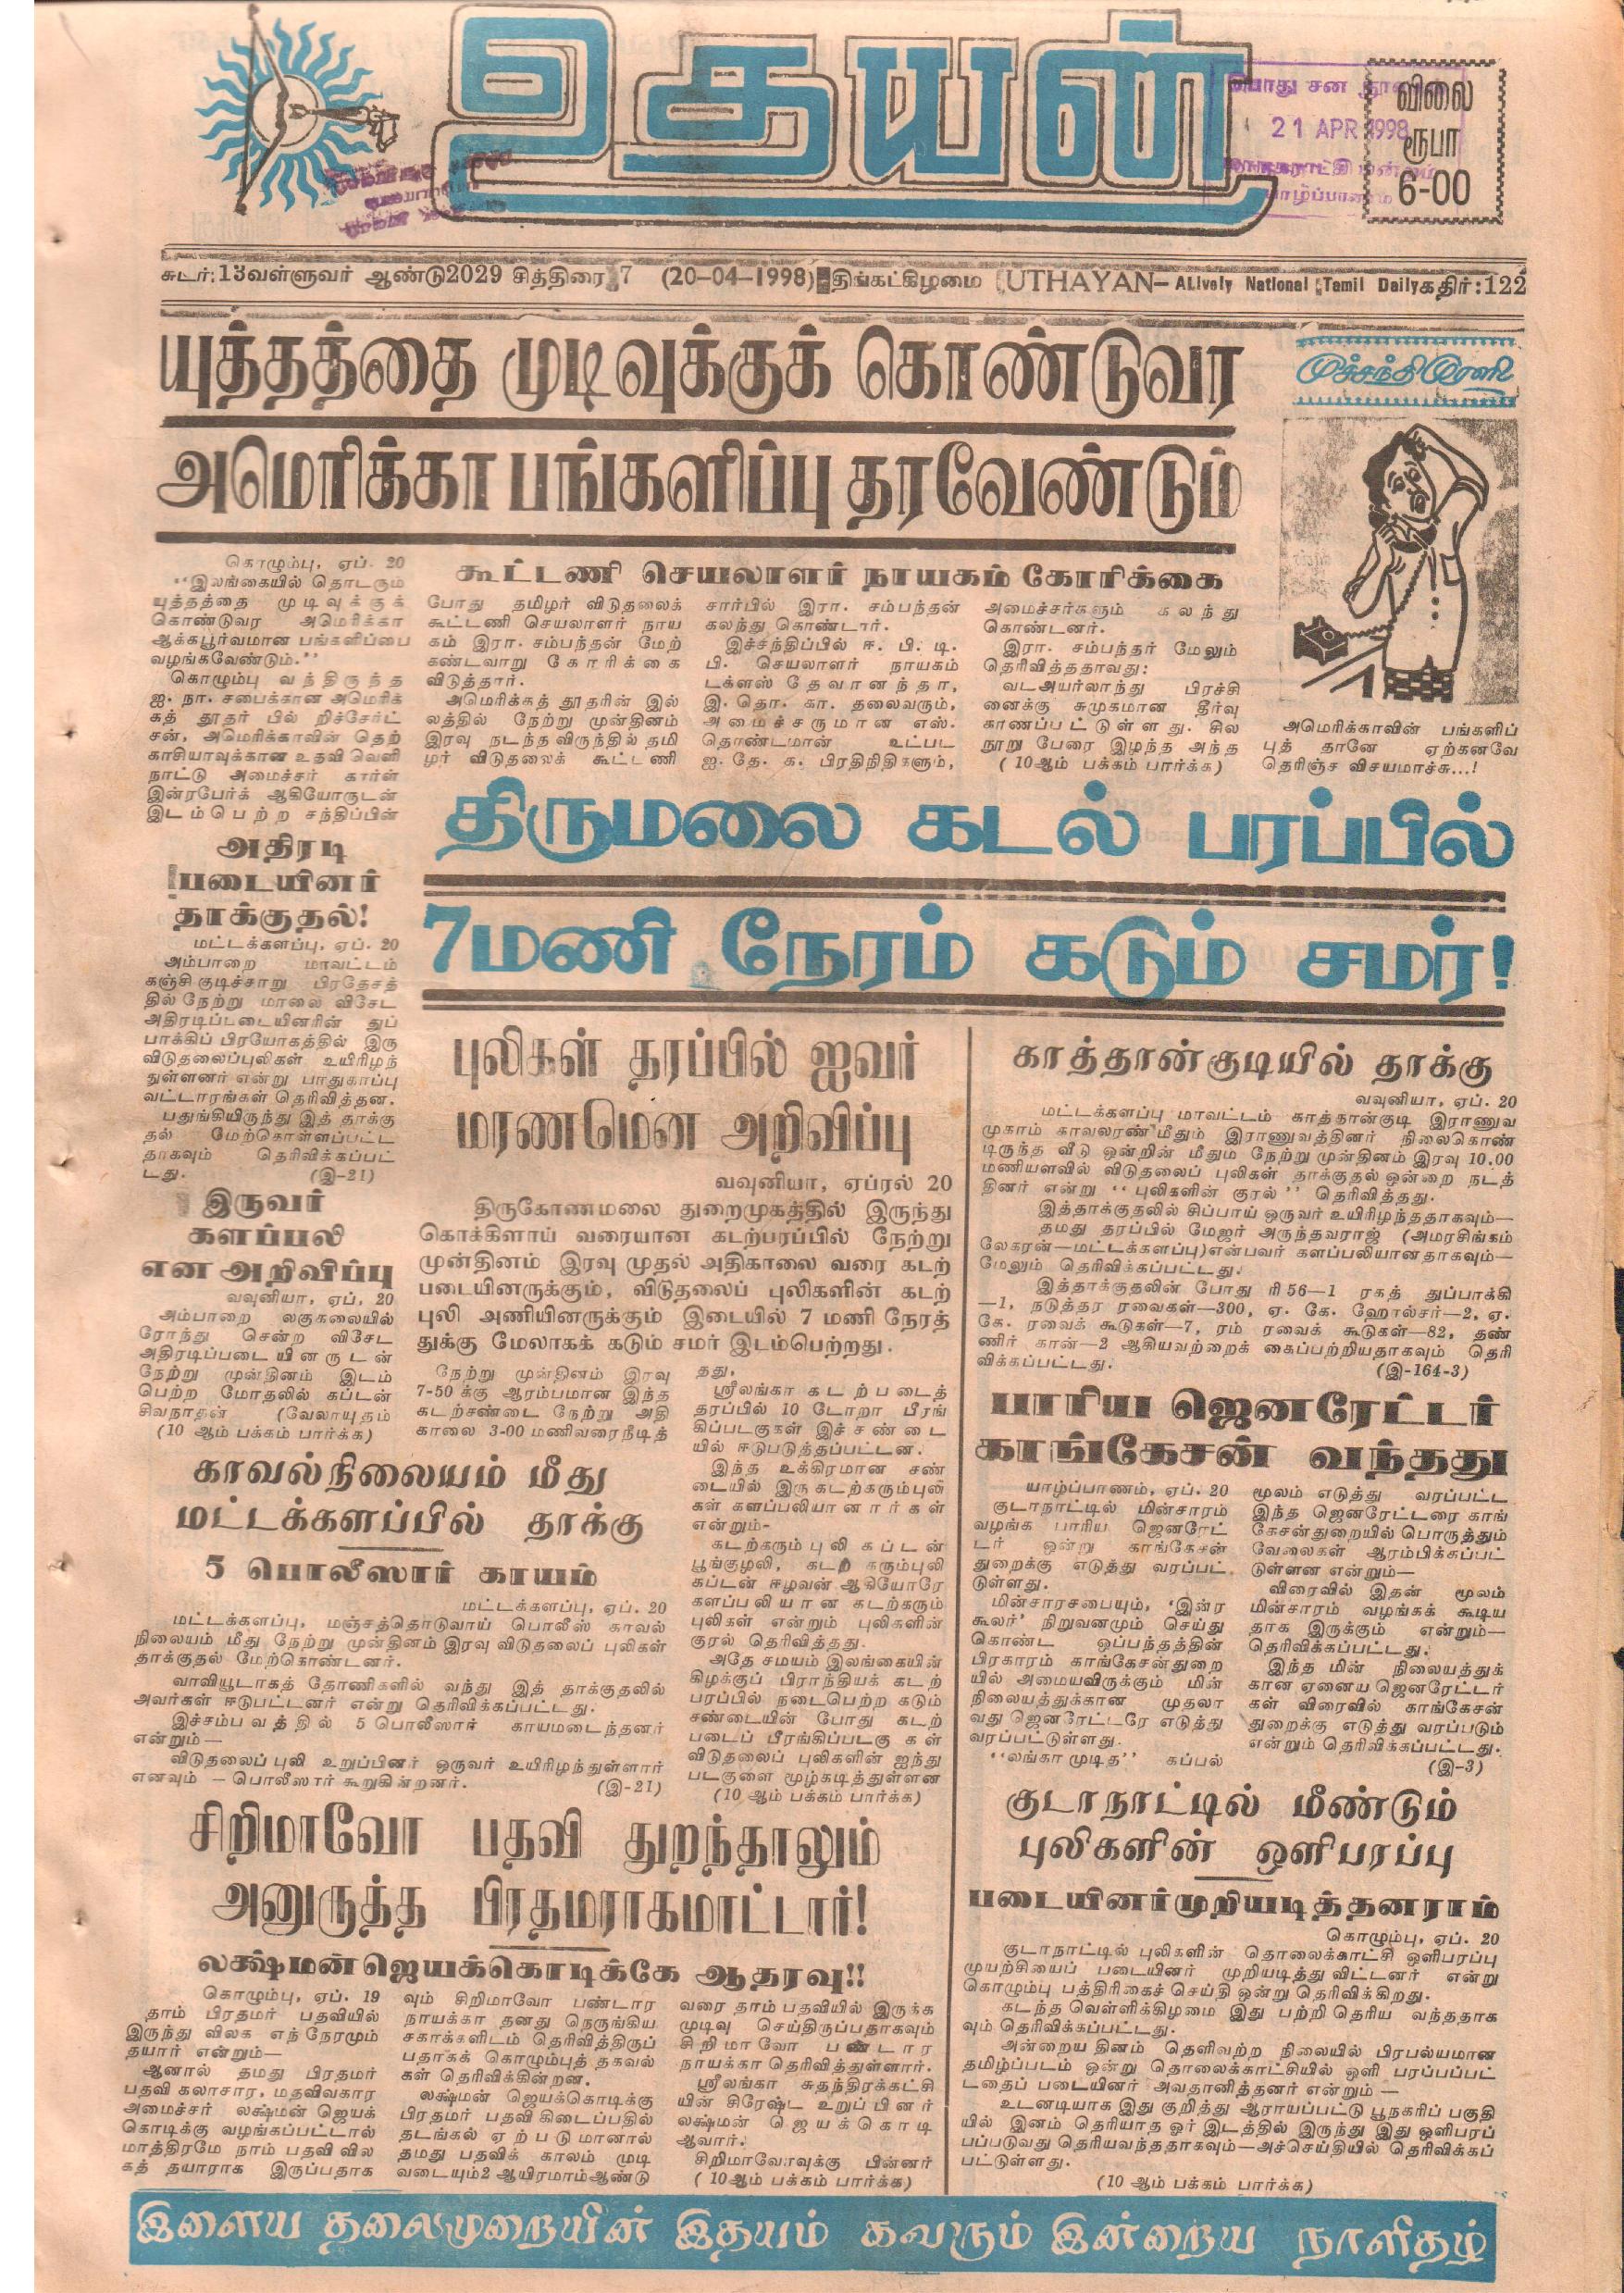 உதயன்
பொது சன நூலகம்
21 APR 1998
யாழ்ப்பாணம்
விலை
ரூபா
6-00
சுடர்:13 வள்ளுவர் ஆண்டு2029 சித்திரை 7 (20-04-1998) திங்கட்கிழமை UTHAYAN– A Lively National Tamil Daily கதிர்:122
யுத்தத்தை முடிவுக்குக் கொண்டுவர
அமெரிக்கா பங்களிப்பு தரவேண்டும்
கூட்டணி செயலாளர் நாயகம் கோரிக்கை
கொழும்பு, ஏப். 20
"இலங்கையில் தொடரும்
யுத்தத்தை முடிவுக்குக்
கொண்டுவர அமெரிக்கா
ஆக்கபூர்வமான பங்களிப்பை
வழங்கவேண்டும்."
கொழும்பு வந்திருந்த
ஐ. நா. சபைக்கான அமெரிக்
கத் தூதர் பில் றிச்சேர்ட்
சன், அமெரிக்காவின் தெற்
காசியாவுக்கான உதவி வெளி
நாட்டு அமைச்சர் கார்ள்
இன்ரபேர்க் ஆகியோருடன்
இடம்பெற்ற சந்திப்பின்
போது தமிழர் விடுதலைக்
கூட்டணி செயலாளர் நாய
கம் இரா. சம்பந்தன் மேற்
கண்டவாறு கோரிக்கை
விடுத்தார்.
அமெரிக்கத் தூதரின் இல்
லத்தில் நேற்று முன்தினம்
இரவு நடந்த விருந்தில் தமி
ழர் விடுதலைக் கூட்டணி
சார்பில் இரா. சம்பந்தன்
கலந்து கொண்டார்.
இச்சந்திப்பில் ஈ. பி. டி.
பி. செயலாளர் நாயகம்
டக்ளஸ் தேவானந்தா,
இ. தொ. கா. தலைவரும்,
அமைச்சருமான எஸ்.
தொண்டமான் உட்பட
ஐ. தே. க. பிரதிநிதிகளும்,
அமைச்சர்களும் கலந்து
கொண்டனர்.
இரா. சம்பந்தர் மேலும்
தெரிவித்ததாவது:
வடஅயர்லாந்து பிரச்சி
னைக்கு சுமுகமான தீர்வு
காணப்பட்டுள்ளது. சில
நூறு பேரை இழந்த அந்த
(10ஆம் பக்கம் பார்க்க)
முச்சந்தி முரளி
அமெரிக்காவின் பங்களிப்
புத் தானே ஏற்கனவே
தெரிஞ்ச விசயமாச்சு...!
திருமலை கடல் பரப்பில்
7மணி நேரம் கடும் சமர்!
அதிரடி
படையினர்
தாக்குதல்!
மட்டக்களப்பு, ஏப். 20
அம்பாறை மாவட்டம்
கஞ்சிகுடிச்சாறு பிரதேசத்
தில் நேற்று மாலை விசேட
அதிரடிப்படையினரின் துப்
பாக்கிப் பிரயோகத்தில் இரு
விடுதலைப்புலிகள் உயிரிழந்
துள்ளனர் என்று பாதுகாப்பு
வட்டாரங்கள் தெரிவித்தன.
பதுங்கியிருந்து இத் தாக்கு
தல் மேற்கொள்ளப்பட்ட
தாகவும் தெரிவிக்கப்பட்
டது. (இ-21)
இருவர்
களப்பலி
என அறிவிப்பு
வவுனியா, ஏப், 20
அம்பாறை லகுகலையில்
ரோந்து சென்ற விசேட
அதிரடிப்படையினருடன்
நேற்று முன்தினம் இடம்
பெற்ற மோதலில் கப்டன்
சிவநாதன் (வேலாயுதம்
(10 ஆம் பக்கம் பார்க்க)
புலிகள் தரப்பில் ஐவர்
மரணமென அறிவிப்பு
வவுனியா, ஏப்ரல் 20
திருகோணமலை துறைமுகத்தில் இருந்து
கொக்கிளாய் வரையான கடற்பரப்பில் நேற்று
முன்தினம் இரவு முதல் அதிகாலை வரை கடற்
படையினருக்கும், விடுதலைப் புலிகளின் கடற்
புலி அணியினருக்கும் இடையில் 7 மணி நேரத்
துக்கு மேலாகக் கடும் சமர் இடம்பெற்றது.
நேற்று முன்தினம் இரவு
7-50 க்கு ஆரம்பமான இந்த
கடற்சண்டை நேற்று அதி
காலை 3-00 மணிவரை நீடித்
தது,
ஸ்ரீலங்கா கடற்படைத்
தரப்பில் 10 டோறா பீரங்
கிப்படகுகள் இச் சண்டை
யில் ஈடுபடுத்தப்பட்டன.
இந்த உக்கிரமான சண்
டையில் இரு கடற்கரும்புலி
கள் களப்பலியானார்கள்
என்றும்-
கடற்கரும்புலி கப்டன்
பூங்குழலி, கடற்கரும்புலி
கப்டன் ஈழவன் ஆகியோரே
களப்பலியான கடற்கரும்
புலிகள் என்றும் புலிகளின்
குரல் தெரிவித்தது.
அதே சமயம் இலங்கையின்
கிழக்குப் பிராந்தியக் கடற்
பரப்பில் நடைபெற்ற கடும்
சண்டையின் போது கடற்
படைப் பீரங்கிப்படகுகள்
விடுதலைப் புலிகளின் ஐந்து
படகுளை மூழ்கடித்துள்ளன
(10 ஆம் பக்கம் பார்க்க)
காவல்நிலையம் மீது
மட்டக்களப்பில் தாக்கு
5 பொலீஸார் காயம்
மட்டக்களப்பு, ஏப். 20
மட்டக்களப்பு, மஞ்சத்தொடுவாய் பொலீஸ் காவல்
நிலையம் மீது நேற்று முன்தினம் இரவு விடுதலைப் புலிகள்
தாக்குதல் மேற்கொண்டனர்.
வாவியூடாகத் தோணிகளில் வந்து இத் தாக்குதலில்
அவர்கள் ஈடுபட்டனர் என்று தெரிவிக்கப்பட்டது.
இச்சம்பவத்தில் 5 பொலீஸார் காயமடைந்தனர்
என்றும்—
விடுதலைப் புலி உறுப்பினர் ஒருவர் உயிரிழந்துள்ளார்
எனவும் – பொலீஸார் கூறுகின்றனர். (இ-21)
காத்தான்குடியில் தாக்கு
வவுனியா, ஏப். 20
மட்டக்களப்பு மாவட்டம் காத்தான்குடி இராணுவ
முகாம் காவலரண் மீதும் இராணுவத்தினர் நிலைகொண்
டிருந்த வீடு ஒன்றின் மீதும் நேற்று முன்தினம் இரவு 10.00
மணியளவில் விடுதலைப் புலிகள் தாக்குதல் ஒன்றை நடத்
தினர் என்று "புலிகளின் குரல்" தெரிவித்தது.
இத்தாக்குதலில் சிப்பாய் ஒருவர் உயிரிழந்ததாகவும்—
தமது தரப்பில் மேஜர் அருந்தவராஜ் (அமரசிங்கம்
லேகரன்—மட்டக்களப்பு) என்பவர் களப்பலியானதாகவும்—
மேலும் தெரிவிக்கப்பட்டது.
இத்தாக்குதலின் போது ரி 56—1 ரகத் துப்பாக்கி
—1, நடுத்தர ரவைகள்—300, ஏ. கே. ஹோல்சர்—2, ஏ.
கே. ரவைக் கூடுகள்—7, ரம் ரவைக் கூடுகள்—82, தண்
ணிர் கான்—2 ஆகியவற்றைக் கைப்பற்றியதாகவும் தெரி
விக்கப்பட்டது. (இ-164-3)
பாரிய ஜெனரேட்டர்
காங்கேசன் வந்தது
யாழ்ப்பாணம், ஏப். 20
குடாநாட்டில் மின்சாரம்
வழங்க பாரிய ஜெனரேட்
டர் ஒன்று காங்கேசன்
துறைக்கு எடுத்து வரப்பட்
டுள்ளது.
மின்சாரசபையும், 'இன்ர
கூலர்' நிறுவனமும் செய்து
கொண்ட ஒப்பந்தத்தின்
பிரகாரம் காங்கேசன்துறை
யில் அமையவிருக்கும் மின்
நிலையத்துக்கான முதலா
வது ஜெனரேட்டரே எடுத்து
வரப்பட்டுள்ளது.
"லங்கா முடித" கப்பல்
மூலம் எடுத்து வரப்பட்ட
இந்த ஜெனரேட்டரை காங்
கேசன்துறையில் பொருத்தும்
வேலைகள் ஆரம்பிக்கப்பட்
டுள்ளன என்றும்—
விரைவில் இதன் மூலம்
மின்சாரம் வழங்கக் கூடிய
தாக இருக்கும் என்றும்—
தெரிவிக்கப்பட்டது.
இந்த மின் நிலையத்துக்
கான ஏனைய ஜெனரேட்டர்
கள் விரைவில் காங்கேசன்
துறைக்கு எடுத்து வரப்படும்
என்றும் தெரிவிக்கப்பட்டது.
(இ-3)
சிறிமாவோ பதவி துறந்தாலும்
அனுருத்த பிரதமராகமாட்டார்!
லக்ஷ்மன் ஜெயக்கொடிக்கே ஆதரவு!!
கொழும்பு, ஏப். 19
தாம் பிரதமர் பதவியில்
இருந்து விலக எந்நேரமும்
தயார் என்றும்—
ஆனால் தமது பிரதமர்
பதவி கலாசார, மதவிவகார
அமைச்சர் லக்ஷ்மன் ஜெயக்
கொடிக்கு வழங்கப்பட்டால்
மாத்திரமே நாம் பதவி வில
கத் தயாராக இருப்பதாக
வும் சிறிமாவோ பண்டார
நாயக்கா தனது நெருங்கிய
சகாக்களிடம் தெரிவித்திருப்
பதாகக் கொழும்புத் தகவல்
கள் தெரிவிக்கின்றன.
லக்ஷ்மன் ஜெயக்கொடிக்கு
பிரதமர் பதவி கிடைப்பதில்
தடங்கல் ஏற்படுமானால்
தமது பதவிக் காலம் முடி
வடையும்2 ஆயிரமாம்ஆண்டு
வரை தாம் பதவியில் இருக்க
முடிவு செய்திருப்பதாகவும்
சிறிமாவோ பண்டார
நாயக்கா தெரிவித்துள்ளார்.
ஸ்ரீலங்கா சுதந்திரக்கட்சி
யின் சிரேஷ்ட உறுப்பினர்
லக்ஷ்மன் ஜெயக்கொடி
ஆவார்.
சிறிமாவோவுக்கு பின்னர்
(10ஆம் பக்கம் பார்க்க)
குடாநாட்டில் மீண்டும்
புலிகளின் ஒளிபரப்பு
படையினர்முறியடித்தனராம்
கொழும்பு, ஏப். 20
குடாநாட்டில் புலிகளின் தொலைக்காட்சி ஒளிபரப்பு
முயற்சியைப் படையினர் முறியடித்து விட்டனர் என்று
கொழும்பு பத்திரிகைச் செய்தி ஒன்று தெரிவிக்கிறது.
கடந்த வெள்ளிக்கிழமை இது பற்றி தெரிய வந்ததாக
வும் தெரிவிக்கப்பட்டது.
அன்றைய தினம் தெளிவற்ற நிலையில் பிரபல்யமான
தமிழ்ப்படம் ஒன்று தொலைக்காட்சியில் ஒளி பரப்பப்பட்
டதைப் படையினர் அவதானித்தனர் என்றும் —
உடனடியாக இது குறித்து ஆராயப்பட்டு பூநகரிப் பகுதி
யில் இனம் தெரியாத ஓர் இடத்தில் இருந்து இது ஒளிபரப்
பப்படுவது தெரியவந்ததாகவும்—அச்செய்தியில் தெரிவிக்கப்
பட்டுள்ளது.
(10 ஆம் பக்கம் பார்க்க)
இளைய தலைமுறையின் இதயம் கவரும் இன்றைய நாளிதழ்